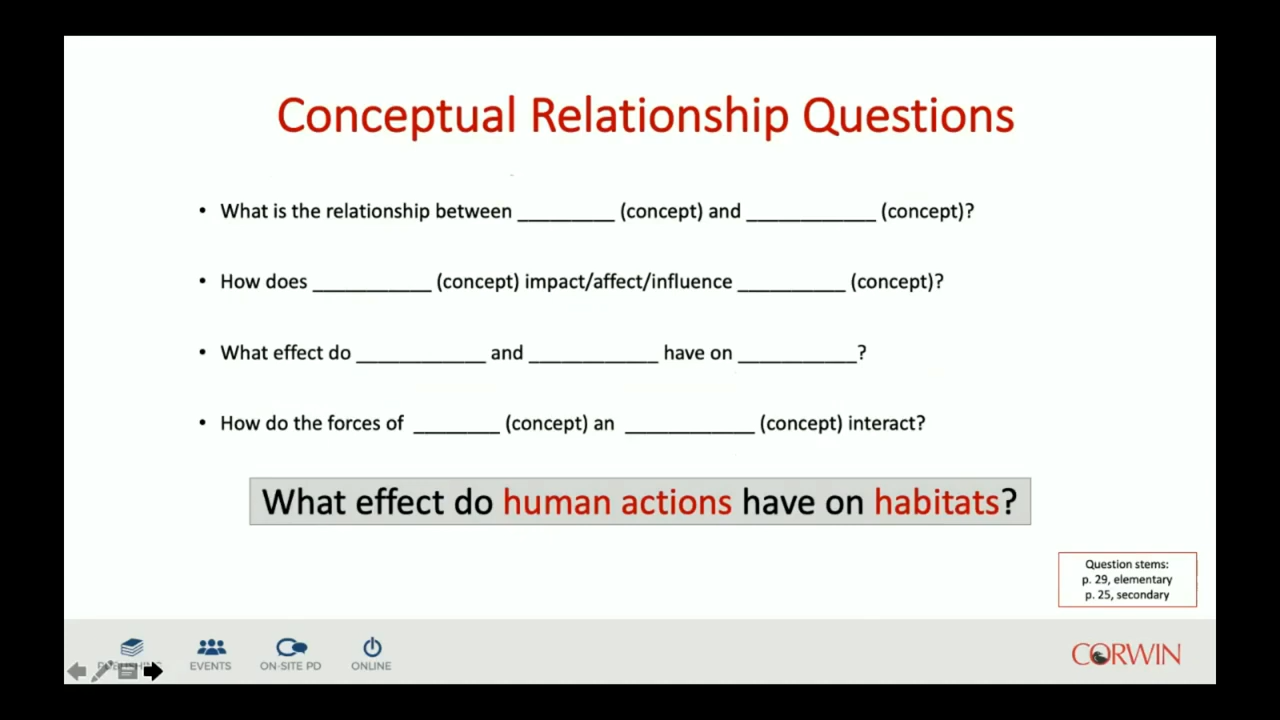 Conceptual Relationship Questions
• What is the relationship between _________ (concept) and ____________ (concept)?
• How does ___________ (concept) impact/affect/influence __________ (concept)?
• What effect do ____________ and ____________ have on ___________?
• How do the forces of ________ (concept) an ____________ (concept) interact?
What effect do human actions have on habitats?
Question stems:
p. 29, elementary
p. 25, secondary
PUBLISHING EVENTS ON-SITE PD ONLINE
CORWIN